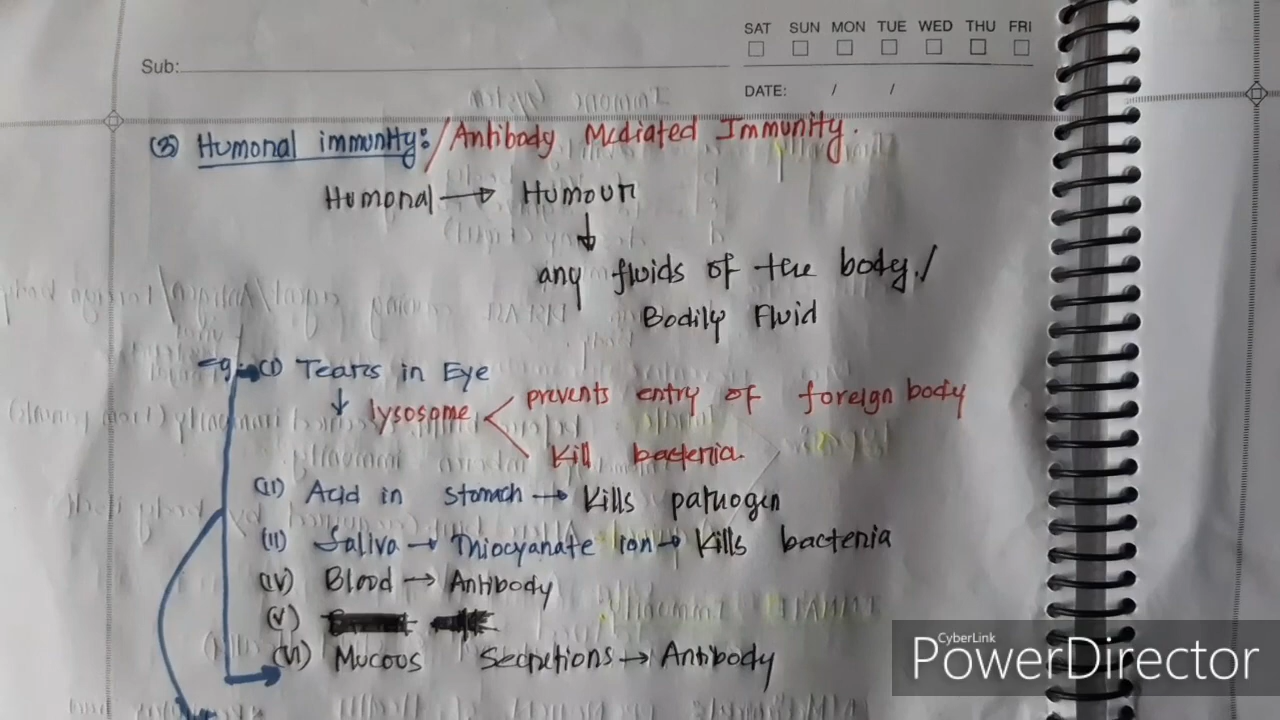 SAT SUN MON TUE WED THU FRI
Sub:
DATE: / /
(3) Humonal immunity:/Antibody Mediated Immunity.
Humonal → Humour
↓
any fluids of the body./
Bodily Fluid
Eg → (I) Tears in Eye
↓ lysosome < prevents entry of foreign body
Kill bacteria.
(II) Acid in stomach → Kills pathogen
(III) Saliva → Thiocyanate ion → Kills bacteria
(IV) Blood → Antibody
(V)
(VI) Mucous Secretions → Antibody
CyberLink
PowerDirector